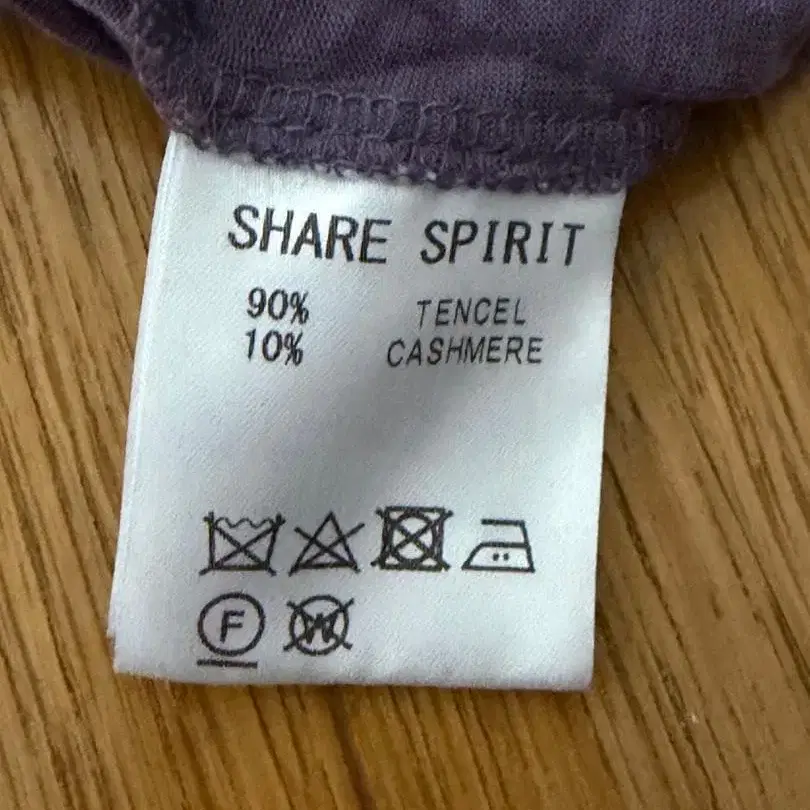 SHARE SPIRIT
90% TENCEL
10% CASHMERE
F W